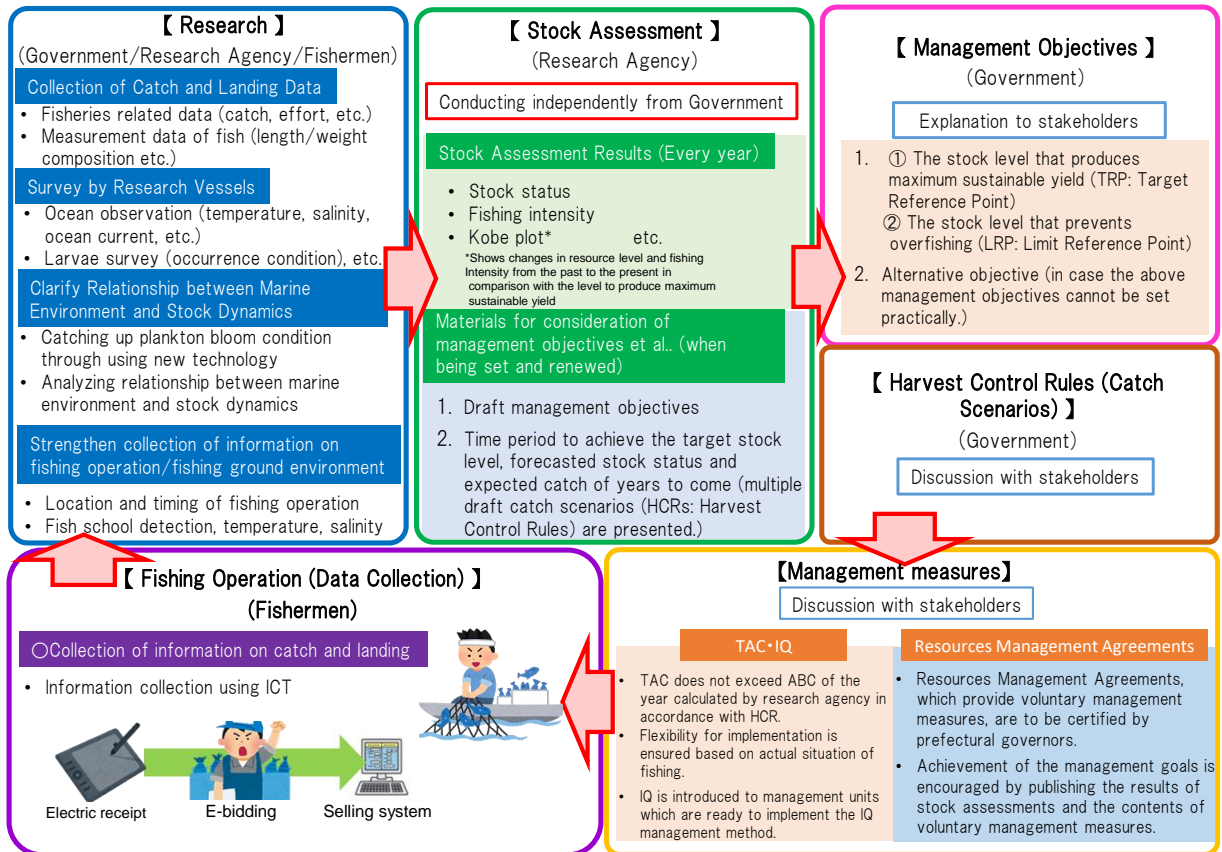 【 Research 】
(Government/Research Agency/Fishermen)
Collection of Catch and Landing Data
• Fisheries related data (catch, effort, etc.)
• Measurement data of fish (length/weight
composition etc.)
Survey by Research Vessels
• Ocean observation (temperature, salinity,
ocean current, etc.)
• Larvae survey (occurrence condition), etc.
Clarify Relationship between Marine
Environment and Stock Dynamics
• Catching up plankton bloom condition
through using new technology
• Analyzing relationship between marine
environment and stock dynamics
Strengthen collection of information on
fishing operation/fishing ground environment
• Location and timing of fishing operation
• Fish school detection, temperature, salinity
【 Stock Assessment 】
(Research Agency)
Conducting independently from Government
Stock Assessment Results (Every year)
• Stock status
• Fishing intensity
• Kobe plot* etc.
*Shows changes in resource level and fishing
Intensity from the past to the present in
comparison with the level to produce maximum
sustainable yield
Materials for consideration of
management objectives et al.. (when
being set and renewed)
1. Draft management objectives
2. Time period to achieve the target stock
level, forecasted stock status and
expected catch of years to come (multiple
draft catch scenarios (HCRs: Harvest
Control Rules) are presented.)
【 Management Objectives 】
(Government)
Explanation to stakeholders
1. ① The stock level that produces
maximum sustainable yield (TRP: Target
Reference Point)
② The stock level that prevents
overfishing (LRP: Limit Reference Point)
2. Alternative objective (in case the above
management objectives cannot be set
practically.)
【 Harvest Control Rules (Catch
Scenarios) 】
(Government)
Discussion with stakeholders
【Management measures】
Discussion with stakeholders
TAC・IQ
• TAC does not exceed ABC of the
year calculated by research agency in
accordance with HCR.
• Flexibility for implementation is
ensured based on actual situation of
fishing.
• IQ is introduced to management units
which are ready to implement the IQ
management method.
Resources Management Agreements
• Resources Management Agreements,
which provide voluntary management
measures, are to be certified by
prefectural governors.
• Achievement of the management goals is
encouraged by publishing the results of
stock assessments and the contents of
voluntary management measures.
【 Fishing Operation (Data Collection) 】
(Fishermen)
○Collection of information on catch and landing
• Information collection using ICT
Electric receipt
E-bidding
Selling system